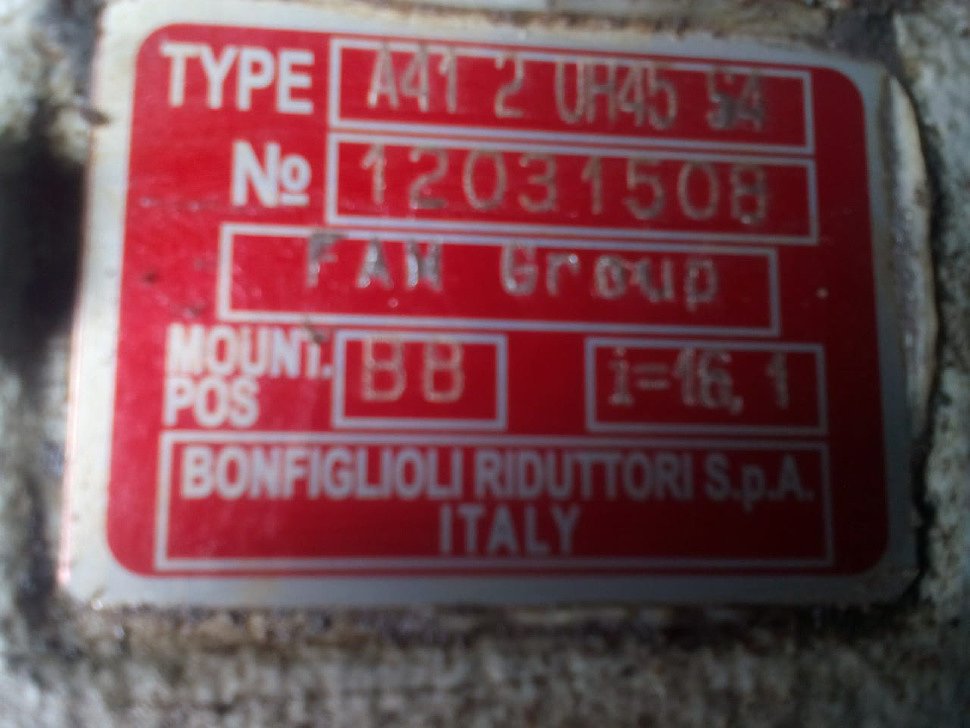 TYPE A41 2 UH45 S4
№ 12031508
FAN Group
MOUNT. POS B8 i=16,1
BONFIGLIOLI RIDUTTORI S.p.A.
ITALY